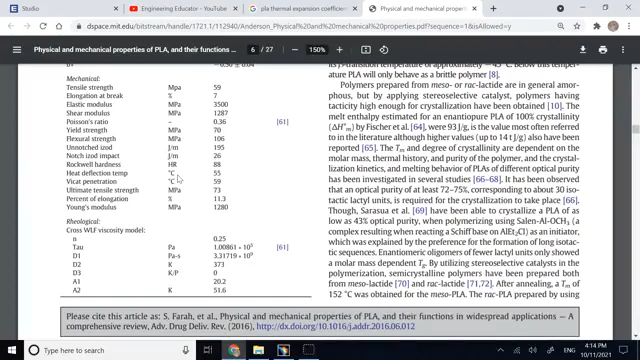 dspace.mit.edu/bitstream/handle/1721.1/112940/Anderson_Physical and mechanical properties.pdf?sequence=1&isAllowed=y
Engineering Educator - YouTube
pla thermal expansion coefficient
Physical and mechanical properti
dspace.mit.edu/bitstream/handle/1721.1/112940/Anderson_Physical%20and%20mechanical%20properties.pdf?sequence=1&isAllowed=y
Physical and mechanical properties of PLA, and their functions
6 / 27
150%
Mechanical:
Tensile strength Mpa 59
Elongation at break % 7
Elastic modulus MPa 3500
Shear modulus MPa 1287
Poisson's ratio – 0.36 [61]
Yield strength MPa 70
Flexural strength MPa 106
Unnotched izod J/m 195
Notch izod impact J/m 26
Rockwell hardness HR 88
Heat deflection temp °C 55
Vicat penetration °C 59
Ultimate tensile strength MPa 73
Percent of elongation % 11.3
Young's modulus MPa 1280
Rheological:
Cross WLF viscosity model:
n 0.25
Tau Pa 1.00861 • 10⁵ [61]
D1 Pa-s 3.31719 • 10⁹
D2 K 373
D3 K/P 0
A1 20.2
A2 K 51.6
its β-transition temperature of approximately −45 °C. Below this tempera-
ture PLA will only behave as a brittle polymer [8].
Polymers prepared from meso- or rac-lactide are in general amor-
phous, but by applying stereoselective catalyst, polymers having
tacticity high enough for crystallization have been obtained [10]. The
melt enthalpy estimated for an enantiopure PLA of 100% crystallinity
(ΔH°m) by Fischer et al. [64], were 93 J/g, is the value most often referred
to in the literature although higher values (up to 14 J/g) also have been
reported [65]. The Tm and degree of crystallinity are dependent on the
molar mass, thermal history, and purity of the polymer, and the crystal-
lization kinetics, and melting behavior of PLAs of different optical purity
has been investigated in several studies [66–68].
It has been observed
that an optical purity of at least 72–75%, corresponding to about 30 iso-
tactic lactyl units, is required for the crystallization to take place [66].
Though, Sarasua et al. [69] have been able to crystallize a PLA of as
low as 43% optical purity, when polymerizing using Salen-Al-OCH₃ (a
complex resulting when reacting a Schiff base on AlEt2Cl) as an initiator,
which was explained by the preference for the formation of long isotac-
tic sequences. Enantiomeric oligomers of fewer lactyl units only showed
a molar mass dependent Tg. By utilizing stereoselective catalysts in the
polymerization, semicrystalline polymers have been prepared both
from meso-lactide [70] and rac-lactide [71,72]. After annealing, a Tm of
152 °C was obtained for the meso-PLA. The rac-PLA prepared by using
Please cite this article as: S. Farah, et al., Physical and mechanical properties of PLA, and their functions in widespread applications — A
comprehensive review, Adv. Drug Deliv. Rev. (2016), http://dx.doi.org/10.1016/j.addr.2016.06.012
Type here to search
ENG
4:14 PM
10/11/2021